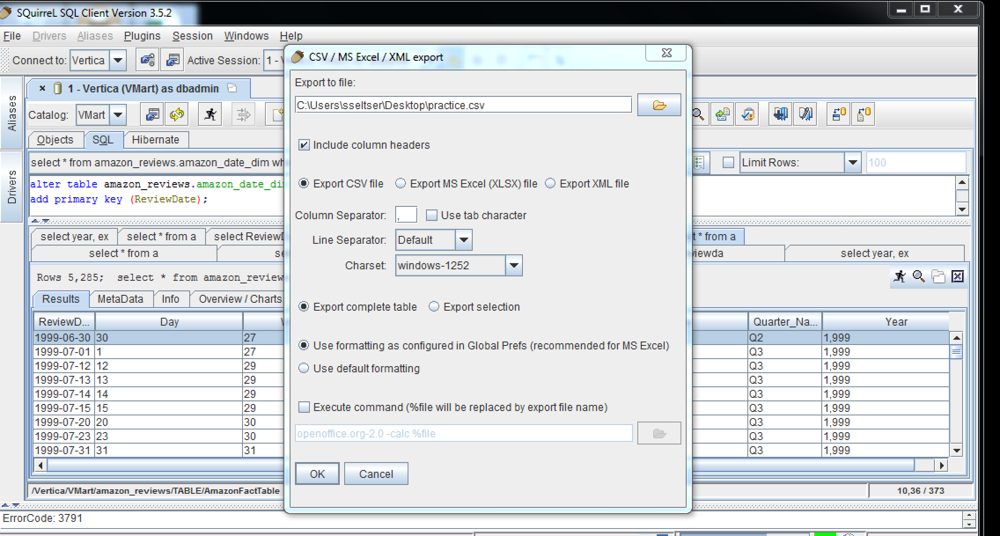 SQuirreL SQL Client Version 3.5.2
File Drivers Aliases Plugins Session Windows Help
Connect to: Vertica Active Session: 1 -
1 - Vertica (VMart) as dbadmin
Catalog: VMart
Objects SQL Hibernate
select * from amazon_reviews.amazon_date_dim
Limit Rows: 100
alter table amazon_reviews.amazon_date_di
add primary key (ReviewDate);
select year, ex select * from a select Review t * from a
select * from a se viewda select year, ex
Rows 5,285; select * from amazon_review
Results MetaData Info Overview / Charts
ReviewD... Day Quarter_Na... Year
1999-06-30 30 27 Q2 1,999
1999-07-01 1 27 Q3 1,999
1999-07-12 12 29 Q3 1,999
1999-07-13 13 29 Q3 1,999
1999-07-14 14 29 Q3 1,999
1999-07-15 15 29 Q3 1,999
1999-07-20 20 30 Q3 1,999
1999-07-23 23 30 Q3 1,999
1999-07-31 31 31 Q3 1,999
/Vertica/VMart/amazon_reviews/TABLE/AmazonFactTable
10,36 / 373
ErrorCode: 3791
Aliases
Drivers
CSV / MS Excel / XML export
Export to file:
C:\Users\sseltser\Desktop\practice.csv
Include column headers
Export CSV file Export MS Excel (XLSX) file Export XML file
Column Separator: , Use tab character
Line Separator: Default
Charset: windows-1252
Export complete table Export selection
Use formatting as configured in Global Prefs (recommended for MS Excel)
Use default formatting
Execute command (%file will be replaced by export file name)
openoffice.org-2.0 -calc %file
OK Cancel